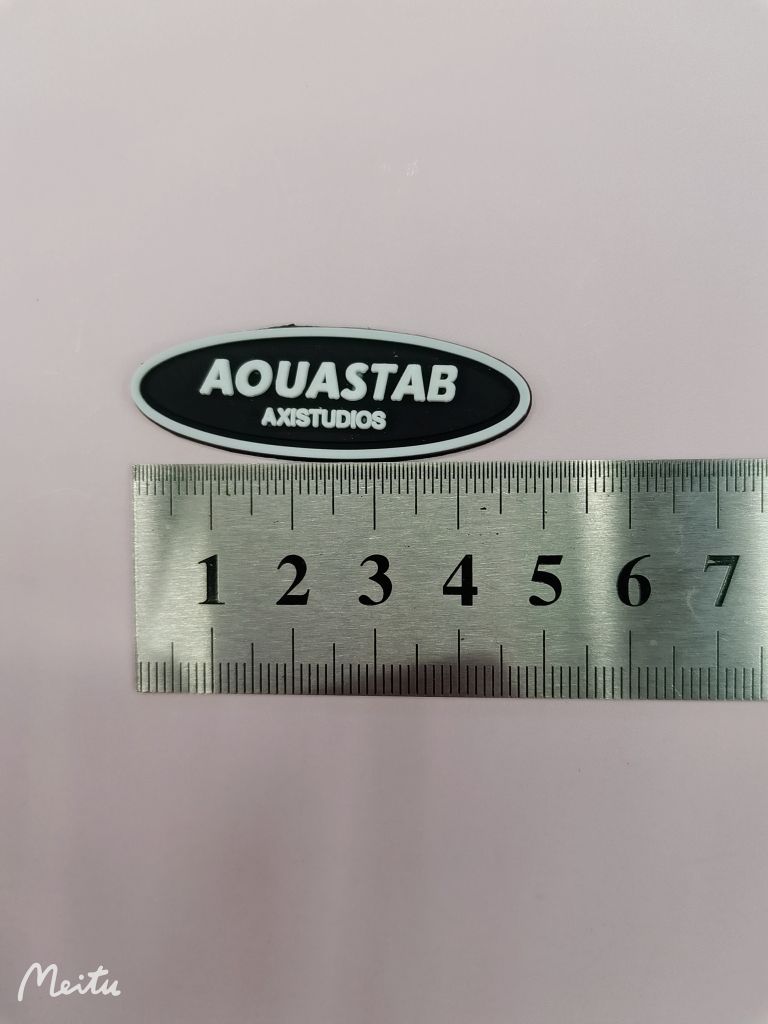 AOUASTAB
AXISTUDIOS
1 2 3 4 5 6 7
Meitu